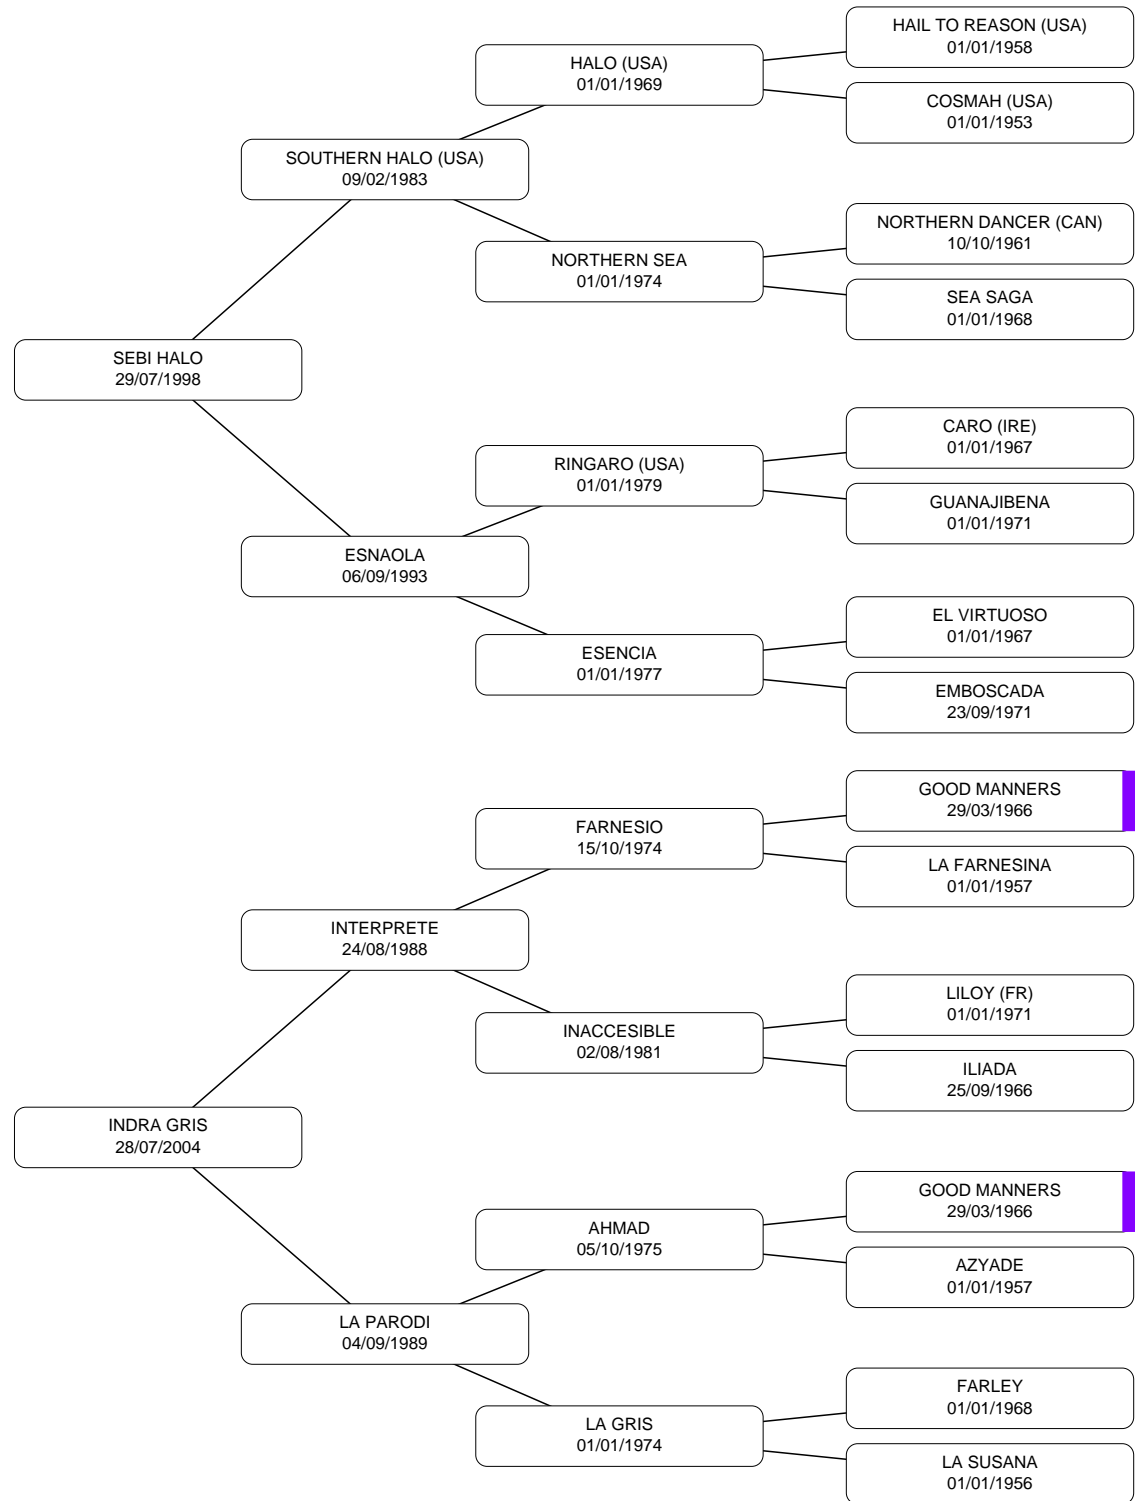 HAIL TO REASON (USA)
01/01/1958
HALO (USA)
01/01/1969
COSMAH (USA)
01/01/1953
SOUTHERN HALO (USA)
09/02/1983
NORTHERN DANCER (CAN)
10/10/1961
NORTHERN SEA
01/01/1974
SEA SAGA
01/01/1968
SEBI HALO
29/07/1998
CARO (IRE)
01/01/1967
RINGARO (USA)
01/01/1979
GUANAJIBENA
01/01/1971
ESNAOLA
06/09/1993
EL VIRTUOSO
01/01/1967
ESENCIA
01/01/1977
EMBOSCADA
23/09/1971
GOOD MANNERS
29/03/1966
FARNESIO
15/10/1974
LA FARNESINA
01/01/1957
INTERPRETE
24/08/1988
LILOY (FR)
01/01/1971
INACCESIBLE
02/08/1981
ILIADA
25/09/1966
INDRA GRIS
28/07/2004
GOOD MANNERS
29/03/1966
AHMAD
05/10/1975
AZYADE
01/01/1957
LA PARODI
04/09/1989
FARLEY
01/01/1968
LA GRIS
01/01/1974
LA SUSANA
01/01/1956